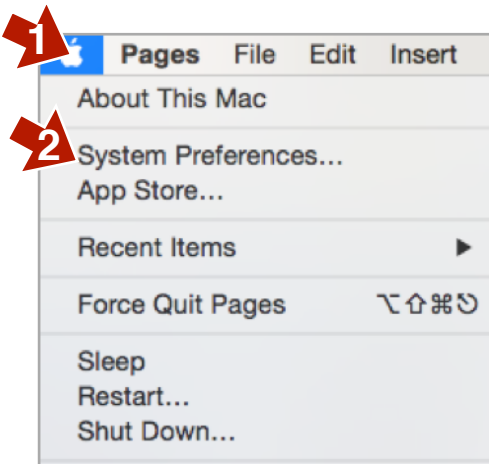 1
Pages File Edit Insert
About This Mac
2
System Preferences...
App Store...
Recent Items ▶
Force Quit Pages ⌥⇧⌘⎋
Sleep
Restart...
Shut Down...